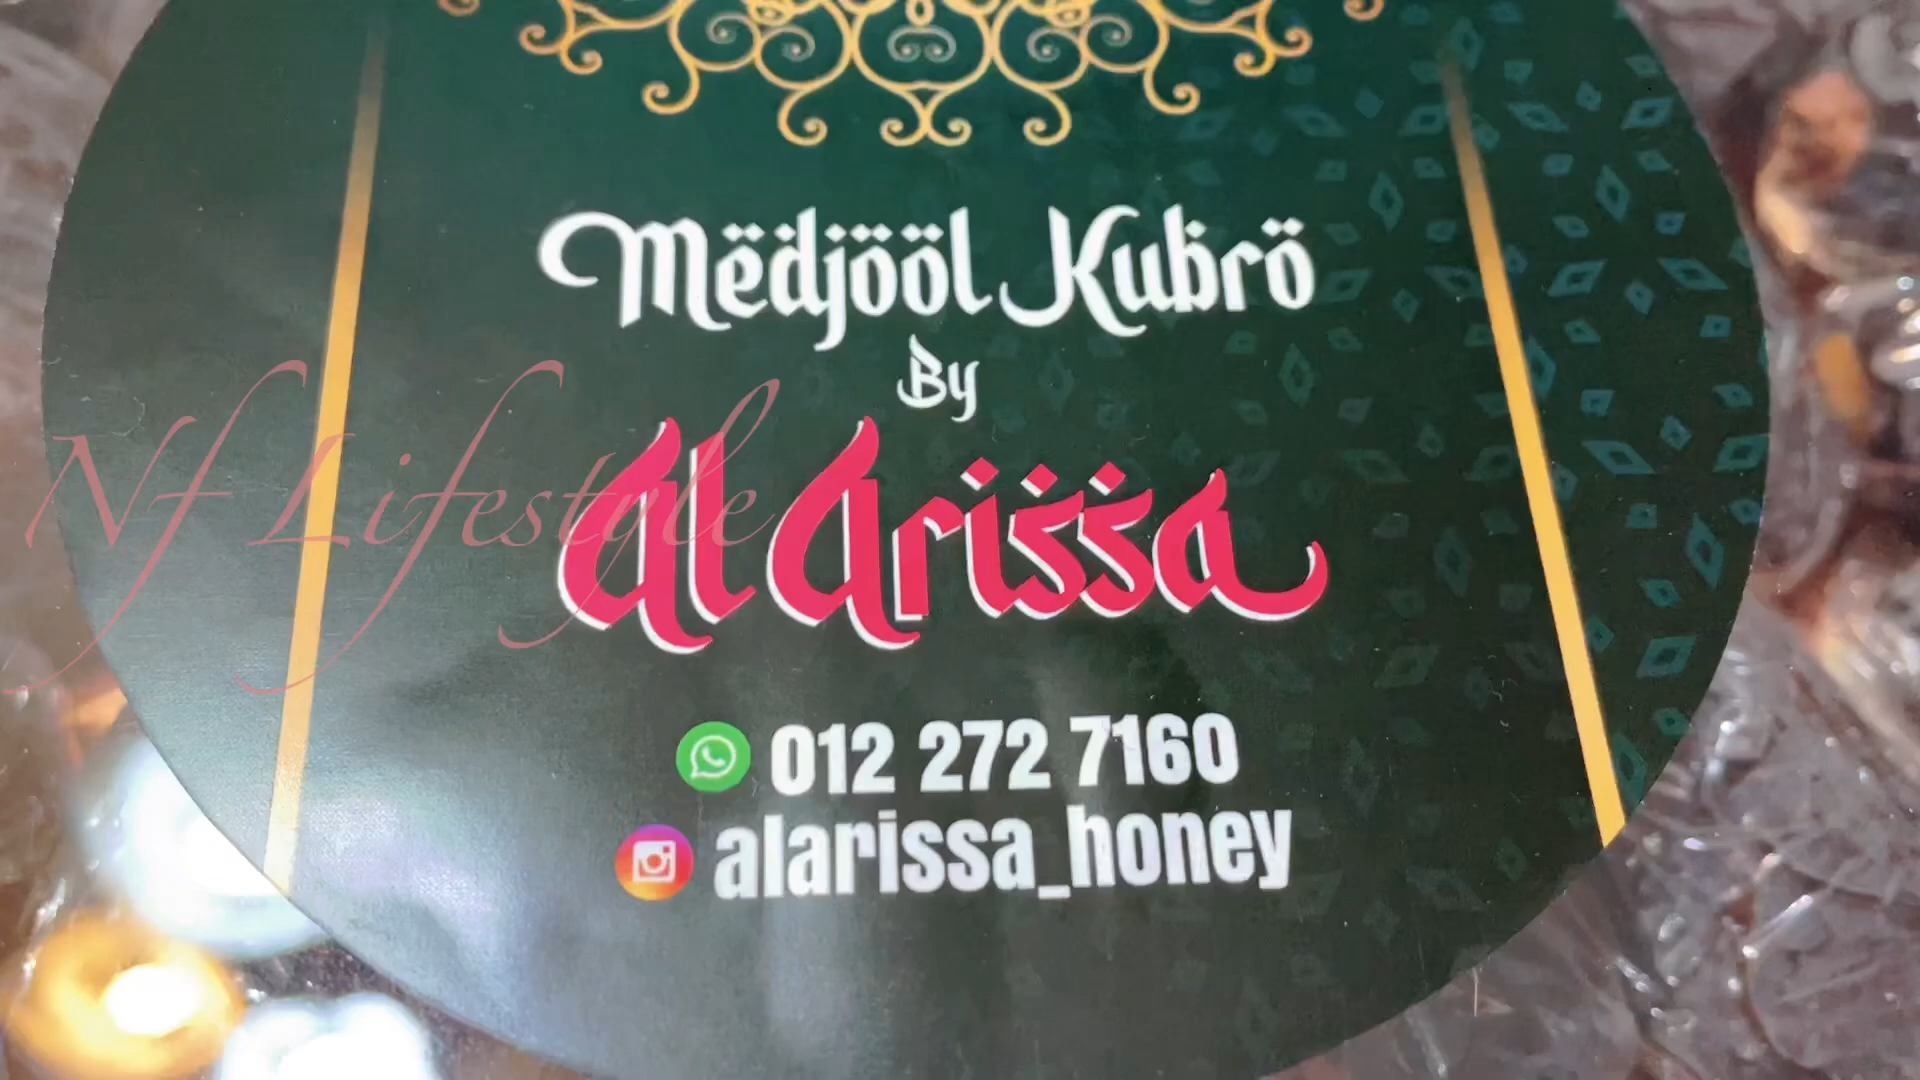 Mëdjööl Kubrö
By
Al Arissa
Nf Lifestyle
012 272 7160
alarissa_honey